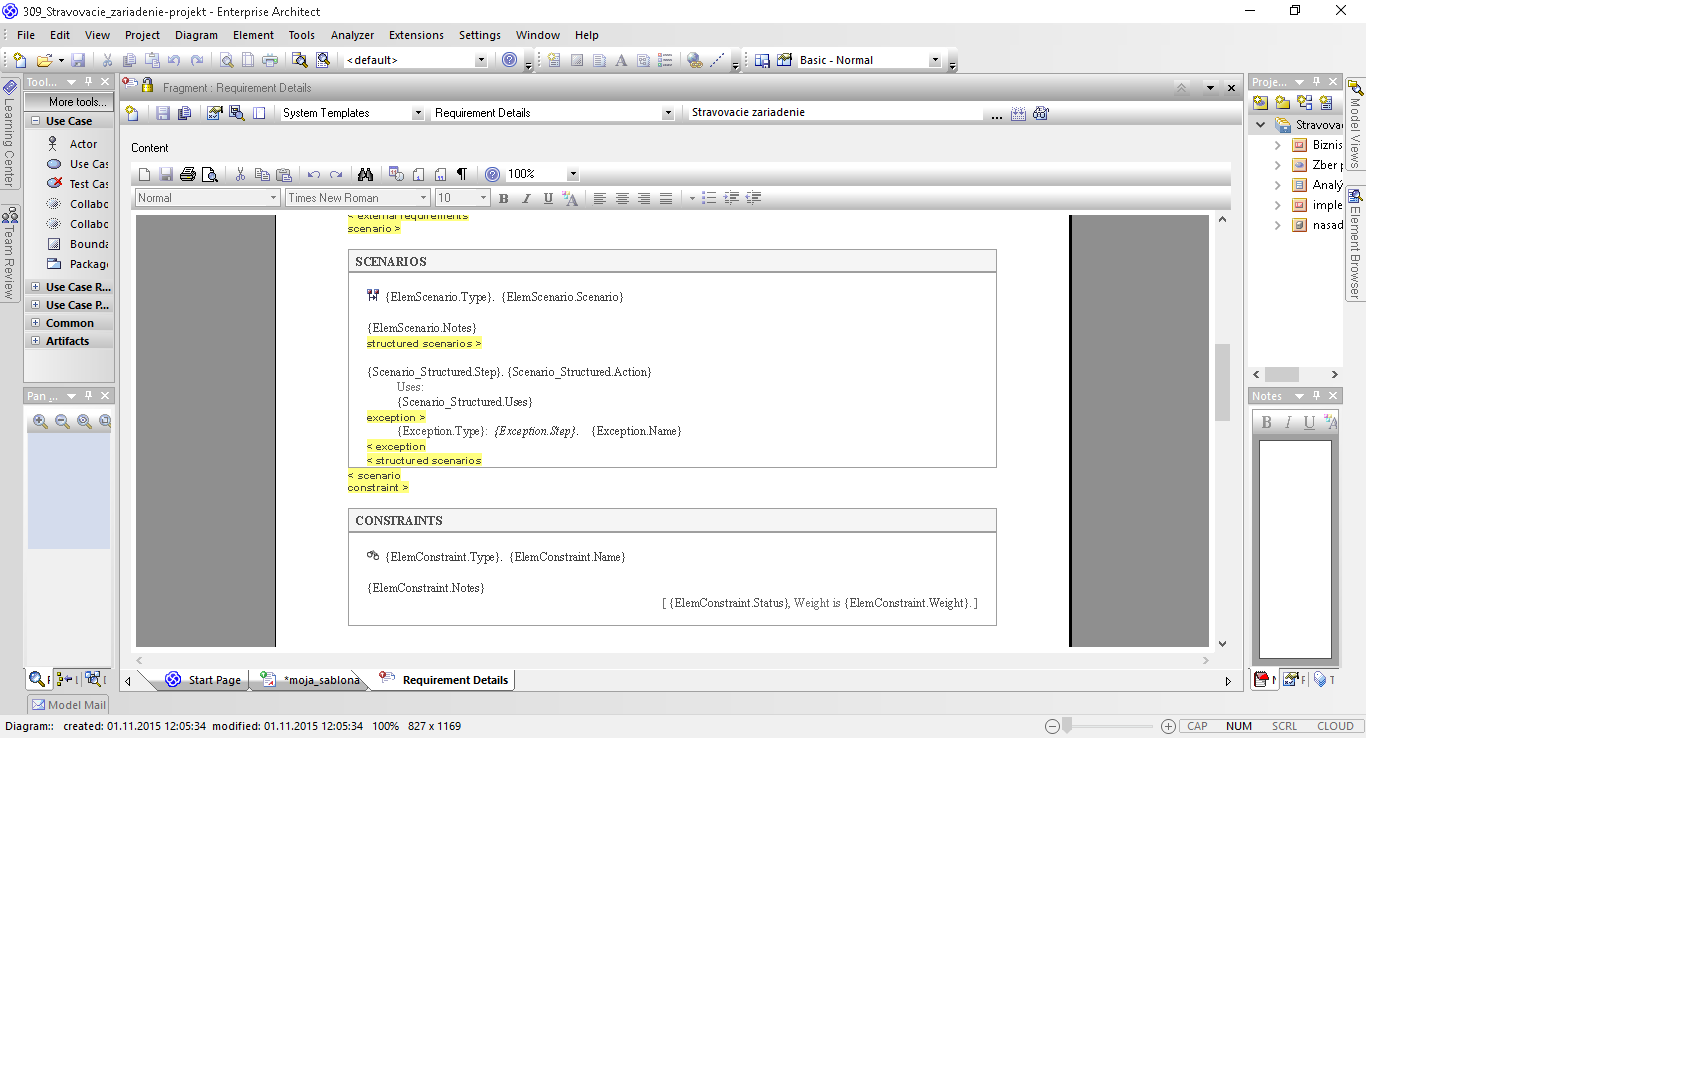 309_Stravovacie_zariadenie-projekt - Enterprise Architect
File Edit View Project Diagram Element Tools Analyzer Extensions Settings Window Help
<default>
Basic - Normal
Tool...
More tools...
Use Case
Actor
Use Cas
Test Cas
Collabo
Collabo
Bounda
Package
Use Case R...
Use Case P...
Common
Artifacts
Learning Center
Team Review
Pan ...
Fragment : Requirement Details
System Templates
Requirement Details
Stravovacie zariadenie
...
Content
100%
Normal
Times New Roman
10
B I U
< external requirements
scenario >
SCENARIOS
{ElemScenario.Type}. {ElemScenario.Scenario}
{ElemScenario.Notes}
structured scenarios >
{Scenario_Structured.Step}. {Scenario_Structured.Action}
Uses:
{Scenario_Structured.Uses}
exception >
{Exception.Type}: {Exception.Step}. {Exception.Name}
< exception
< structured scenarios
< scenario
constraint >
CONSTRAINTS
{ElemConstraint.Type}. {ElemConstraint.Name}
{ElemConstraint.Notes}
[ {ElemConstraint.Status}, Weight is {ElemConstraint.Weight}. ]
Start Page
*moja_sablona
Requirement Details
Proje...
Stravova
Biznis
Zber p
Analý
imple
nasad
Model Views
Element Browser
Notes
B I U
Model Mail
Diagram:: created: 01.11.2015 12:05:34 modified: 01.11.2015 12:05:34 100% 827 x 1169
CAP NUM SCRL CLOUD